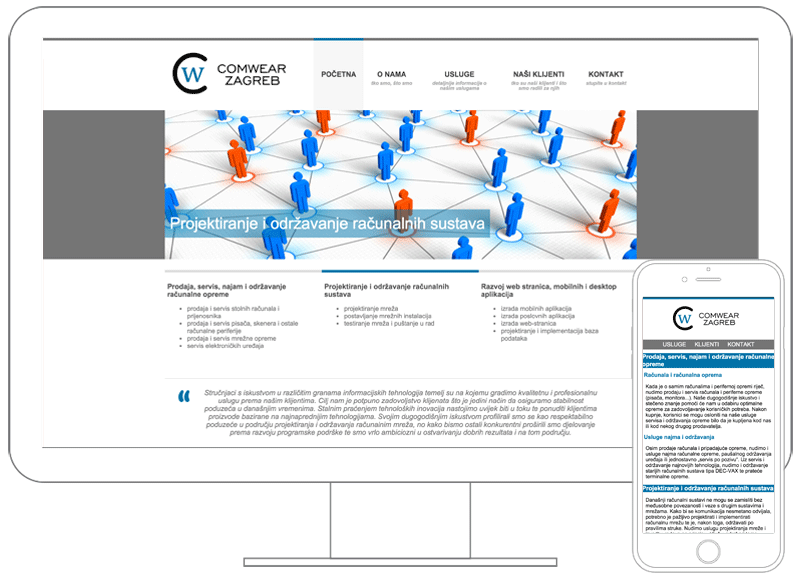 COMWEAR
ZAGREB
POČETNA
O NAMA
tko smo, što smo
USLUGE
detaljnije informacije o
našim uslugama
NAŠI KLIJENTI
tko su naši klijenti i što
smo radili za njih
KONTAKT
stupite u kontakt
Projektiranje i održavanje računalnih sustava
Prodaja, servis, najam i održavanje
računalne opreme
prodaja i servis stolnih računala i
prijenosnika
prodaja i servis pisača, skenera i ostale
računalne periferije
prodaja i servis mrežne opreme
servis elektroničkih uređaja
Projektiranje i održavanje računalnih
sustava
projektiranje mreža
postavljanje mrežnih instalacija
testiranje mreža i puštanje u rad
Razvoj web stranica, mobilnih i desktop
aplikacija
izrada mobilnih aplikacija
izrada poslovnih aplikacija
izrada web-stranica
projektiranje i implementacija baza
podataka
Stručnjaci s iskustvom u različitim granama informacijskih tehnologija temelj su na kojemu gradimo kvalitetnu i profesionalnu
uslugu prema našim klijentima. Cilj nam je potpuno zadovoljstvo klijenata što je jedini način da osiguramo stabilnost
poduzeća u današnjim vremenima. Stalnim praćenjem tehnoloških inovacija nastojimo uvijek biti u toku te ponuditi klijentima
proizvode bazirane na najnaprednijim tehnologijama. Svojim dugogodišnjim iskustvom profilirali smo se kao respektabilno
poduzeće u području projektiranja i održavanja računalnih mreža, no kako bismo ostali konkurentni proširili smo djelovanje
prema razvoju programske podrške te smo vrlo ambiciozni u ostvarivanju dobrih rezultata i na tom području.
COMWEAR
ZAGREB
USLUGE KLIJENTI KONTAKT
Prodaja, servis, najam i održavanje računalne
opreme
Računala i računalna oprema
Kada je o samim računalima i perifernoj opremi riječ,
nudimo prodaju i servis računala i periferne opreme
(pisača, monitora...). Naše dugogodišnje iskustvo i
stečeno znanje pomoći će nam u odabiru optimalne
opreme za zadovoljavanje korisničkih potreba. Nakon
kupnje, korisnici se mogu osloniti na naše usluge
servisa i održavanja opreme bilo da je kupljena kod nas
ili kod nekog drugog prodavatelja.
Usluge najma i održavanja
Osim prodaje računala i pripadajuće opreme, nudimo i
usluge najma računalne opreme, paušalnog održavanja
uređaja ili jednostavno „servis po pozivu“. Uz servis i
održavanje najnovijih tehnologija, nudimo i održavanje
starijih računalnih sustava tipa DEC-VAX te prateće
terminalne opreme.
Projektiranje i održavanje računalnih sustava
Današnji računalni sustavi ne mogu se zamisliti bez
međusobne povezanosti i veze s drugim sustavima i
mrežama. Kako bi se komunikacija nesmetano odvijala,
potrebno je pažljivo projektirati i implementirati
računalnu mrežu te je, nakon toga, održavati po
pravilima struke. Nudimo uslugu projektiranja mreže i